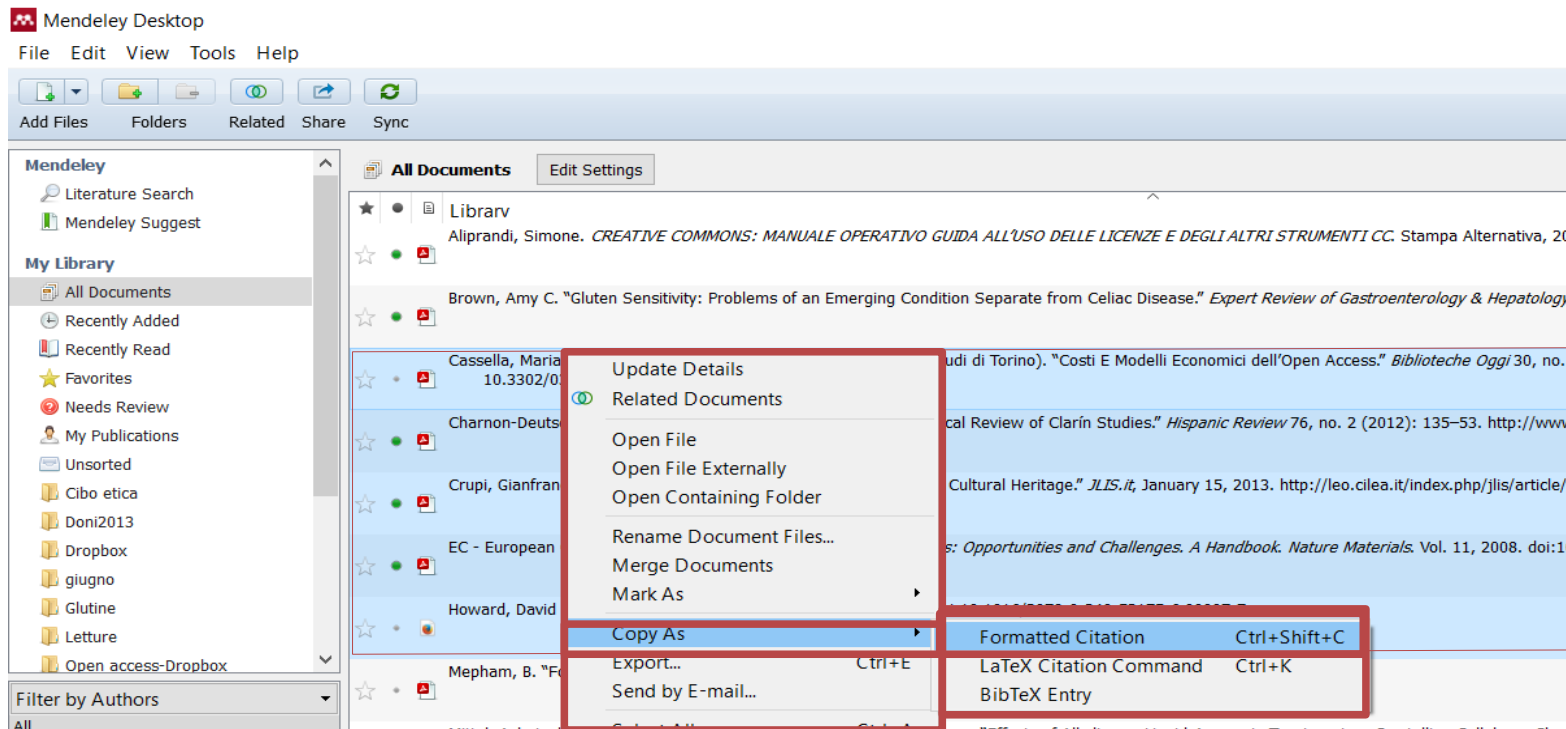 Mendeley Desktop
File Edit View Tools Help
Add Files Folders Related Share Sync
Mendeley
Literature Search
Mendeley Suggest
My Library
All Documents
Recently Added
Recently Read
Favorites
Needs Review
My Publications
Unsorted
Cibo etica
Doni2013
Dropbox
giugno
Glutine
Letture
Open access-Dropbox
Filter by Authors
All
All Documents Edit Settings
Library
Aliprandi, Simone. CREATIVE COMMONS: MANUALE OPERATIVO GUIDA ALL'USO DELLE LICENZE E DEGLI ALTRI STRUMENTI CC. Stampa Alternativa, 20
Brown, Amy C. "Gluten Sensitivity: Problems of an Emerging Condition Separate from Celiac Disease." Expert Review of Gastroenterology & Hepatology
Cassella, Maria udi di Torino). "Costi E Modelli Economici dell'Open Access." Biblioteche Oggi 30, no.
10.3302/0
Charnon-Deuts cal Review of Clarín Studies." Hispanic Review 76, no. 2 (2012): 135–53. http://www
Crupi, Gianfran Cultural Heritage." JLIS.it, January 15, 2013. http://leo.cilea.it/index.php/jlis/article/
EC - European s: Opportunities and Challenges. A Handbook. Nature Materials. Vol. 11, 2008. doi:1
Howard, David
Mepham, B. "Fo
Update Details
Related Documents
Open File
Open File Externally
Open Containing Folder
Rename Document Files...
Merge Documents
Mark As
Copy As
Export... Ctrl+E
Send by E-mail...
Select All Ctrl+A
Formatted Citation Ctrl+Shift+C
LaTeX Citation Command Ctrl+K
BibTeX Entry